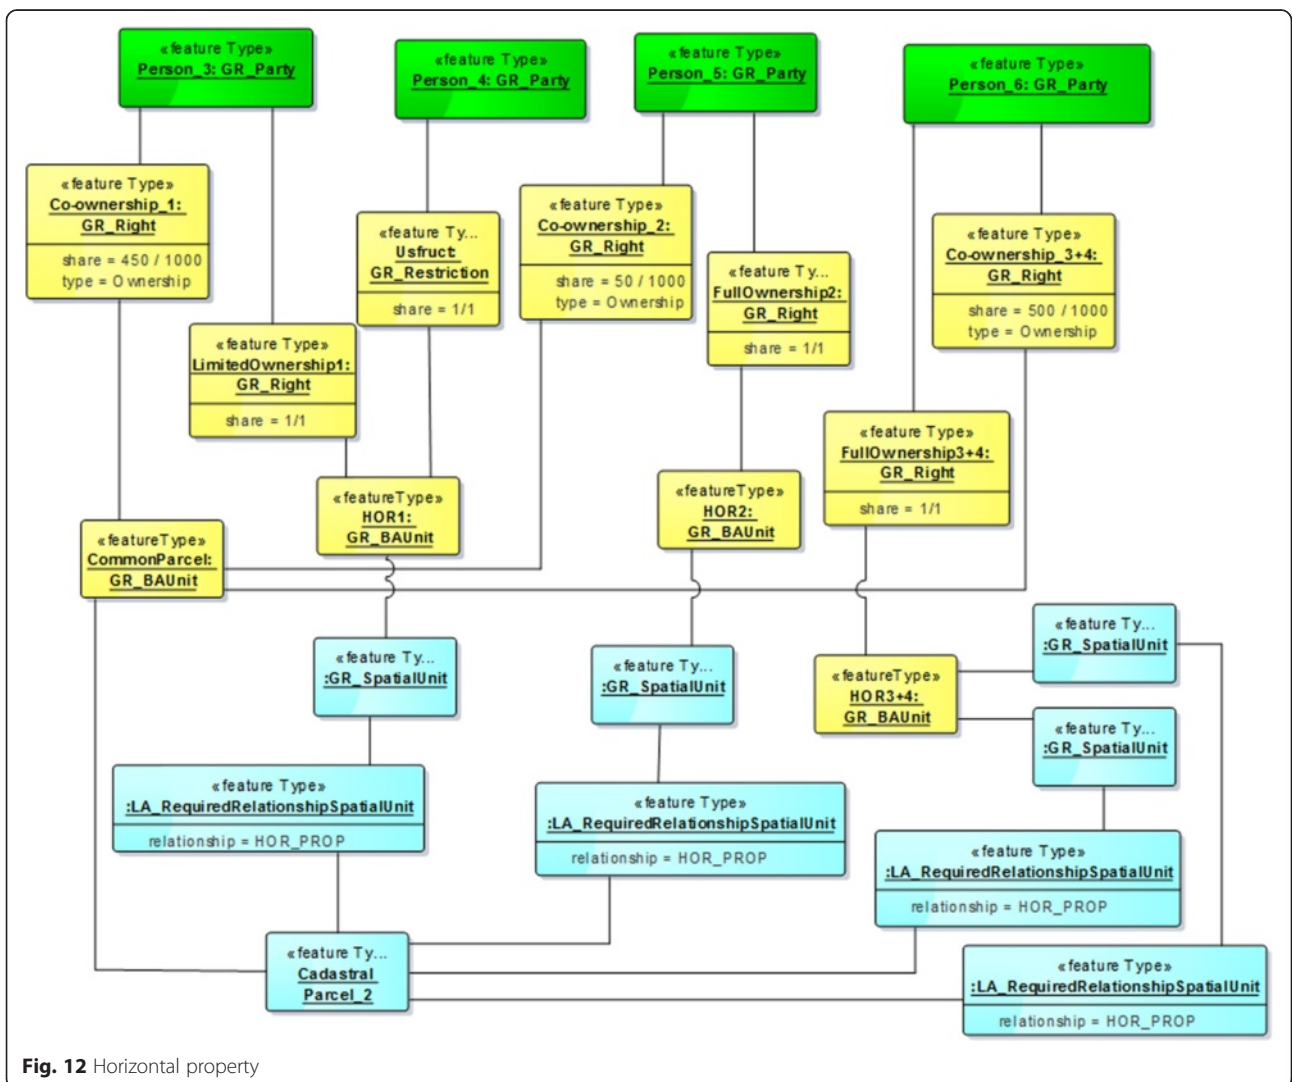 «feature Type»
Person_3: GR_Party
«feature Type»
Person_4: GR_Party
«feature Type»
Person_5: GR_Party
«feature Type»
Person_6: GR_Party
«feature Type»
Co-ownership_1:
GR_Right
share = 450 / 1000
type = Ownership
«feature Type»
LimitedOwnership1:
GR_Right
share = 1/1
«feature Ty...
Usfruct:
GR_Restriction
share = 1/1
«feature Type»
Co-ownership_2:
GR_Right
share = 50 / 1000
type = Ownership
«feature Ty...
FullOwnership2:
GR_Right
share = 1/1
«feature Type»
Co-ownership_3+4:
GR_Right
share = 500 / 1000
type = Ownership
«feature Type»
FullOwnership3+4:
GR_Right
share = 1/1
«featureType»
CommonParcel:
GR_BAUnit
«featureType»
HOR1:
GR_BAUnit
«featureType»
HOR2:
GR_BAUnit
«featureType»
HOR3+4:
GR_BAUnit
«feature Ty...
:GR_SpatialUnit
«feature Ty...
:GR_SpatialUnit
«feature Ty...
:GR_SpatialUnit
«feature Ty...
:GR_SpatialUnit
«feature Type»
:LA_RequiredRelationshipSpatialUnit
relationship = HOR_PROP
«feature Type»
:LA_RequiredRelationshipSpatialUnit
relationship = HOR_PROP
«feature Type»
:LA_RequiredRelationshipSpatialUnit
relationship = HOR_PROP
«feature Type»
:LA_RequiredRelationshipSpatialUnit
relationship = HOR_PROP
«feature Ty...
Cadastral
Parcel_2
Fig. 12 Horizontal property